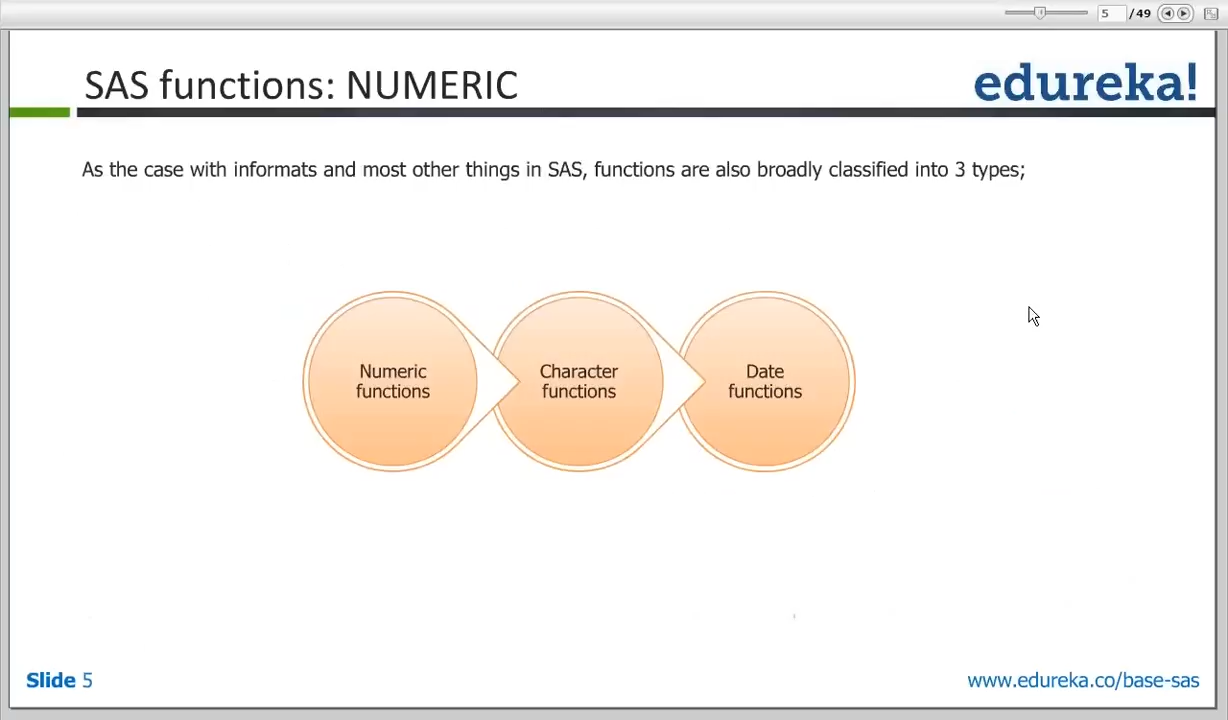 5 /49
SAS functions: NUMERIC
edureka!
As the case with informats and most other things in SAS, functions are also broadly classified into 3 types;
Numeric
functions
Character
functions
Date
functions
Slide 5
www.edureka.co/base-sas